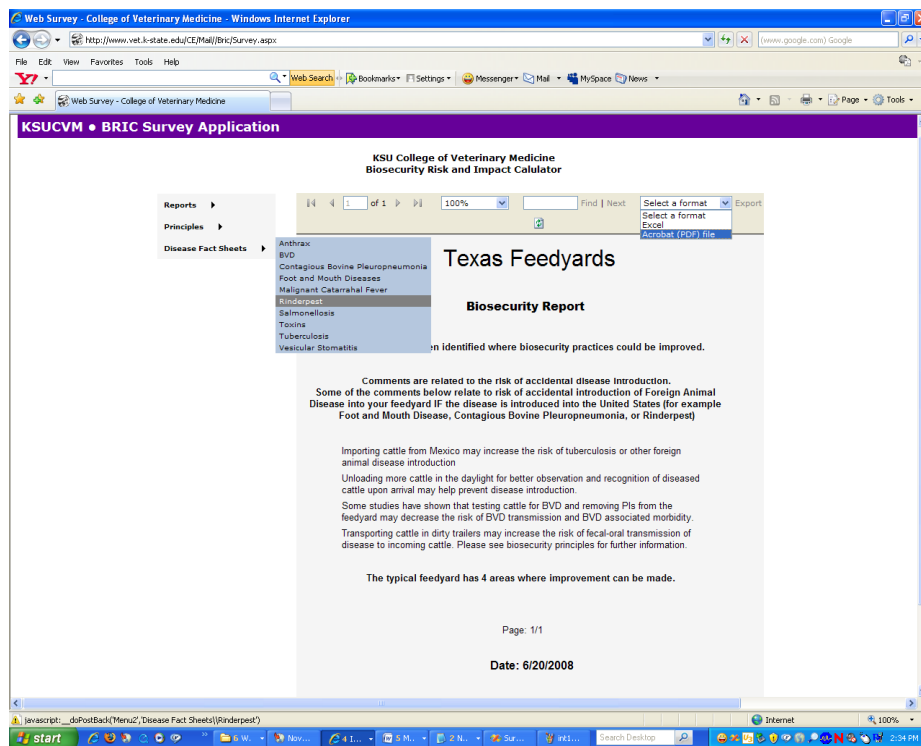 Web Survey - College of Veterinary Medicine - Windows Internet Explorer
http://www.vet.k-state.edu/CE/Mail//Bric/Survey.aspx
(www.google.com) Google
File Edit View Favorites Tools Help
Y7 - Web Search Bookmarks Settings Messenger Mail MySpace News
Web Survey - College of Veterinary Medicine
Page Tools
KSUCVM ● BRIC Survey Application
KSU College of Veterinary Medicine
Biosecurity Risk and Impact Calulator
1 of 1 100% Find | Next Select a format Export
Select a format
Excel
Acrobat (PDF) file
Reports
Principles
Disease Fact Sheets
Anthrax
BVD
Contagious Bovine Pleuropneumonia
Foot and Mouth Diseases
Malignant Catarrahal Fever
Rinderpest
Salmonellosis
Toxins
Tuberculosis
Vesicular Stomatitis
Texas Feedyards
Biosecurity Report
n identified where biosecurity practices could be improved.
Comments are related to the risk of accidental disease introduction.
Some of the comments below relate to risk of accidental introduction of Foreign Animal
Disease into your feedyard IF the disease is introduced into the United States (for example
Foot and Mouth Disease, Contagious Bovine Pleuropneumonia, or Rinderpest)
Importing cattle from Mexico may increase the risk of tuberculosis or other foreign
animal disease introduction
Unloading more cattle in the daylight for better observation and recognition of diseased
cattle upon arrival may help prevent disease introduction.
Some studies have shown that testing cattle for BVD and removing PIs from the
feedyard may decrease the risk of BVD transmission and BVD associated morbidity.
Transporting cattle in dirty trailers may increase the risk of fecal-oral transmission of
disease to incoming cattle. Please see biosecurity principles for further information.
The typical feedyard has 4 areas where improvement can be made.
Page: 1/1
Date: 6/20/2008
javascript:__doPostBack('Menu2','Disease Fact Sheets\\Rinderpest')
Internet 100%
start 6 W. Nov... 4 I... 5 M.. 2 N.. Sur... int1... Search Desktop 2:34 PM